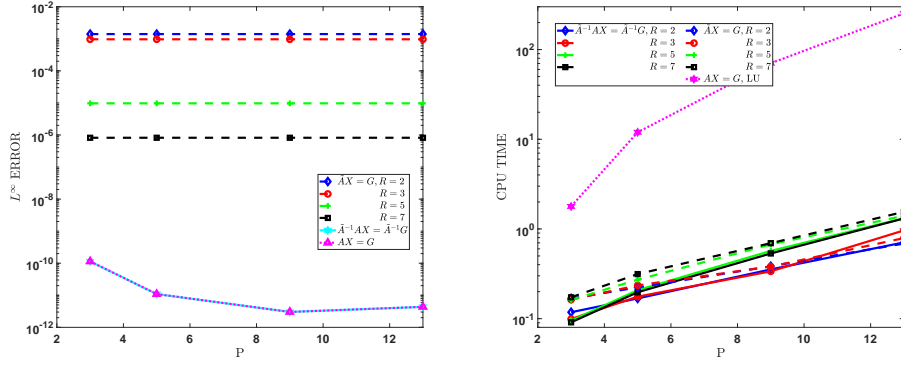 10^-2
10^-4
10^-6
10^-8
10^-10
10^-12
L^∞ ERROR
2
4
6
8
10
12
P
ÃX = G, R = 2
R = 3
R = 5
R = 7
Ã^-1AX = Ã^-1G
AX = G
10^2
10^1
10^0
10^-1
CPU TIME
2
4
6
8
10
12
P
Ã^-1AX = Ã^-1G, R = 2
R = 3
R = 5
R = 7
ÃX = G, R = 2
R = 3
R = 5
R = 7
AX = G, LU